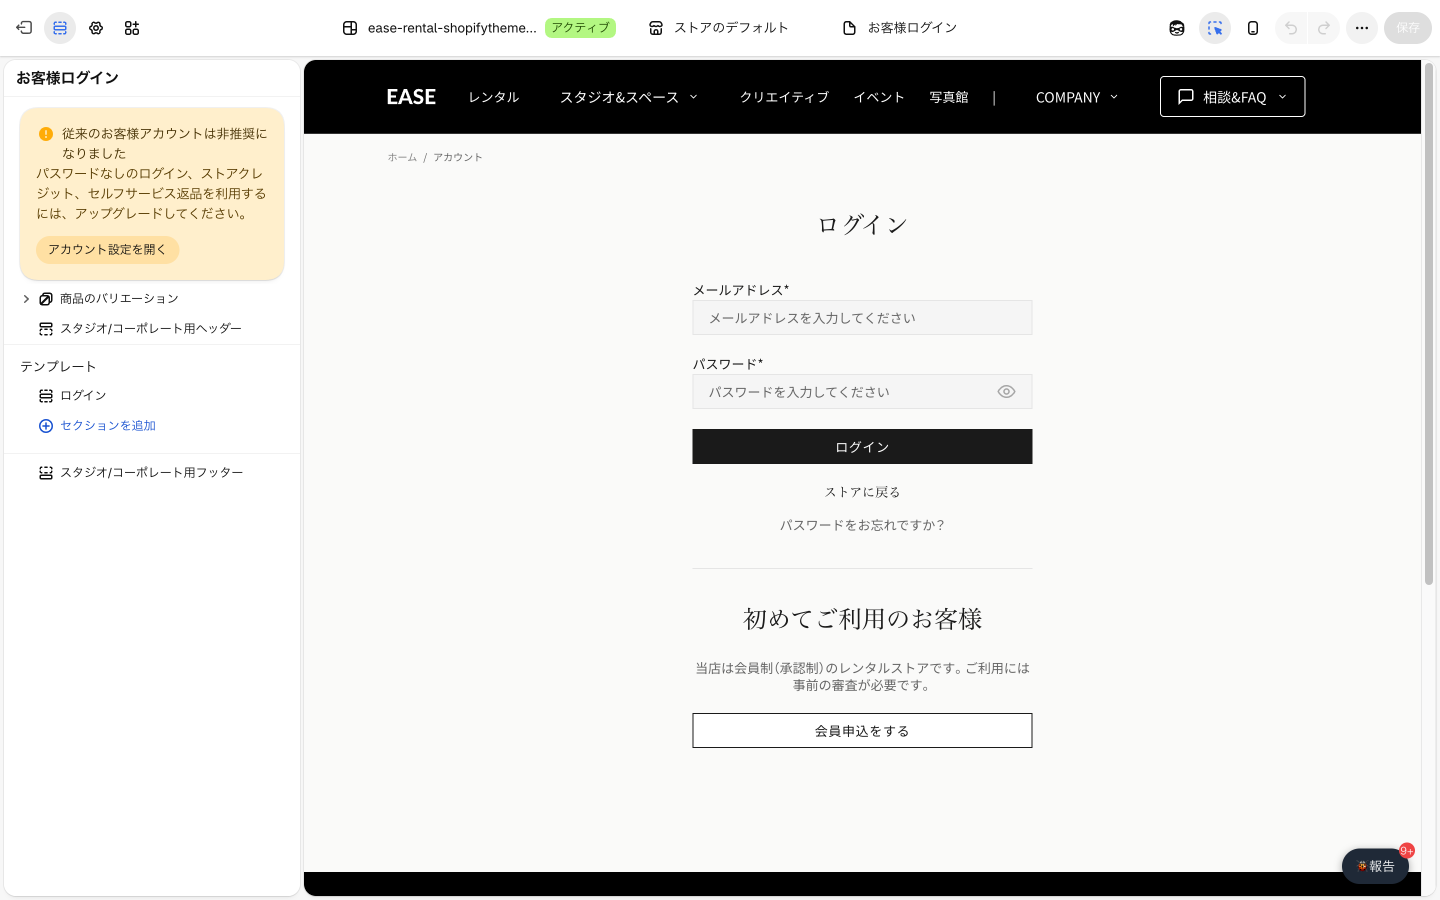 ease-rental-shopifytheme... アクティブ ストアのデフォルト お客様ログイン 保存
お客様ログイン
従来のお客様アカウントは非推奨に
なりました
パスワードなしのログイン、ストアクレ
ジット、セルフサービス返品を利用する
には、アップグレードしてください。
アカウント設定を開く
商品のバリエーション
スタジオ/コーポレート用ヘッダー
テンプレート
ログイン
セクションを追加
スタジオ/コーポレート用フッター
EASE レンタル スタジオ&スペース クリエイティブ イベント 写真館 | COMPANY 相談&FAQ
ホーム / アカウント
ログイン
メールアドレス*
メールアドレスを入力してください
パスワード*
パスワードを入力してください
ログイン
ストアに戻る
パスワードをお忘れですか？
初めてご利用のお客様
当店は会員制（承認制）のレンタルストアです。ご利用には
事前の審査が必要です。
会員申込をする
9+
報告